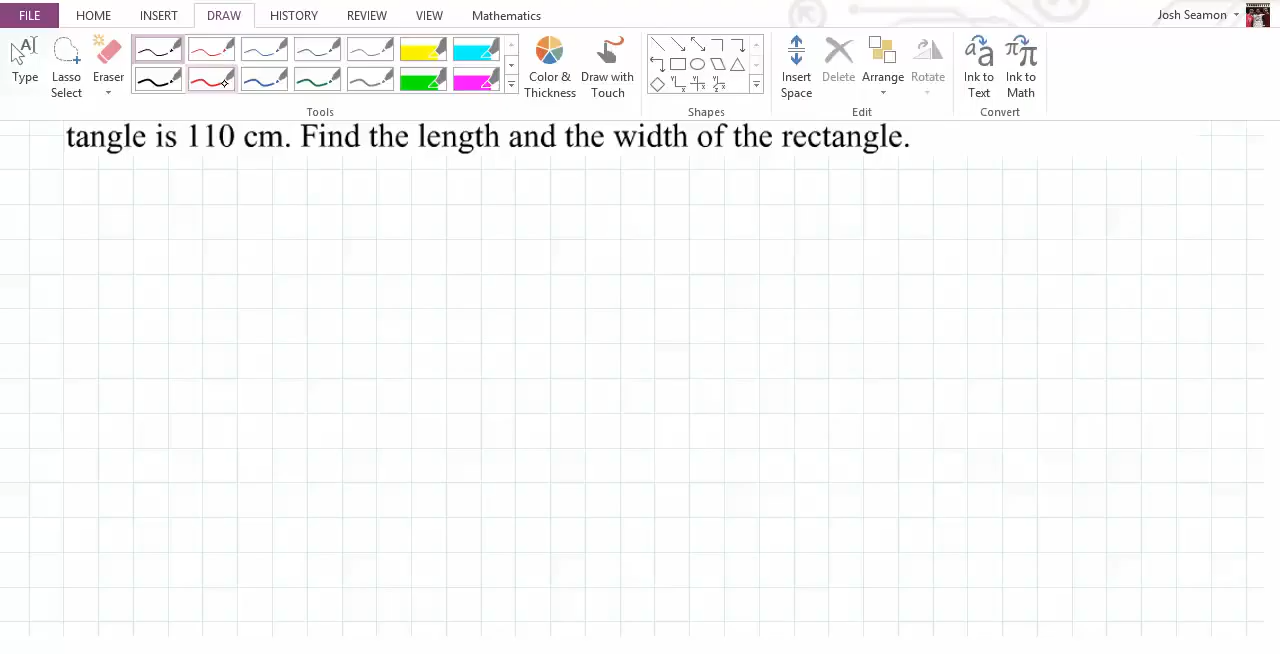 FILE HOME INSERT DRAW HISTORY REVIEW VIEW Mathematics Josh Seamon
Type Lasso Select Eraser Color & Thickness Draw with Touch Insert Space Delete Arrange Rotate Ink to Text Ink to Math
Tools Shapes Edit Convert
tangle is 110 cm. Find the length and the width of the rectangle.